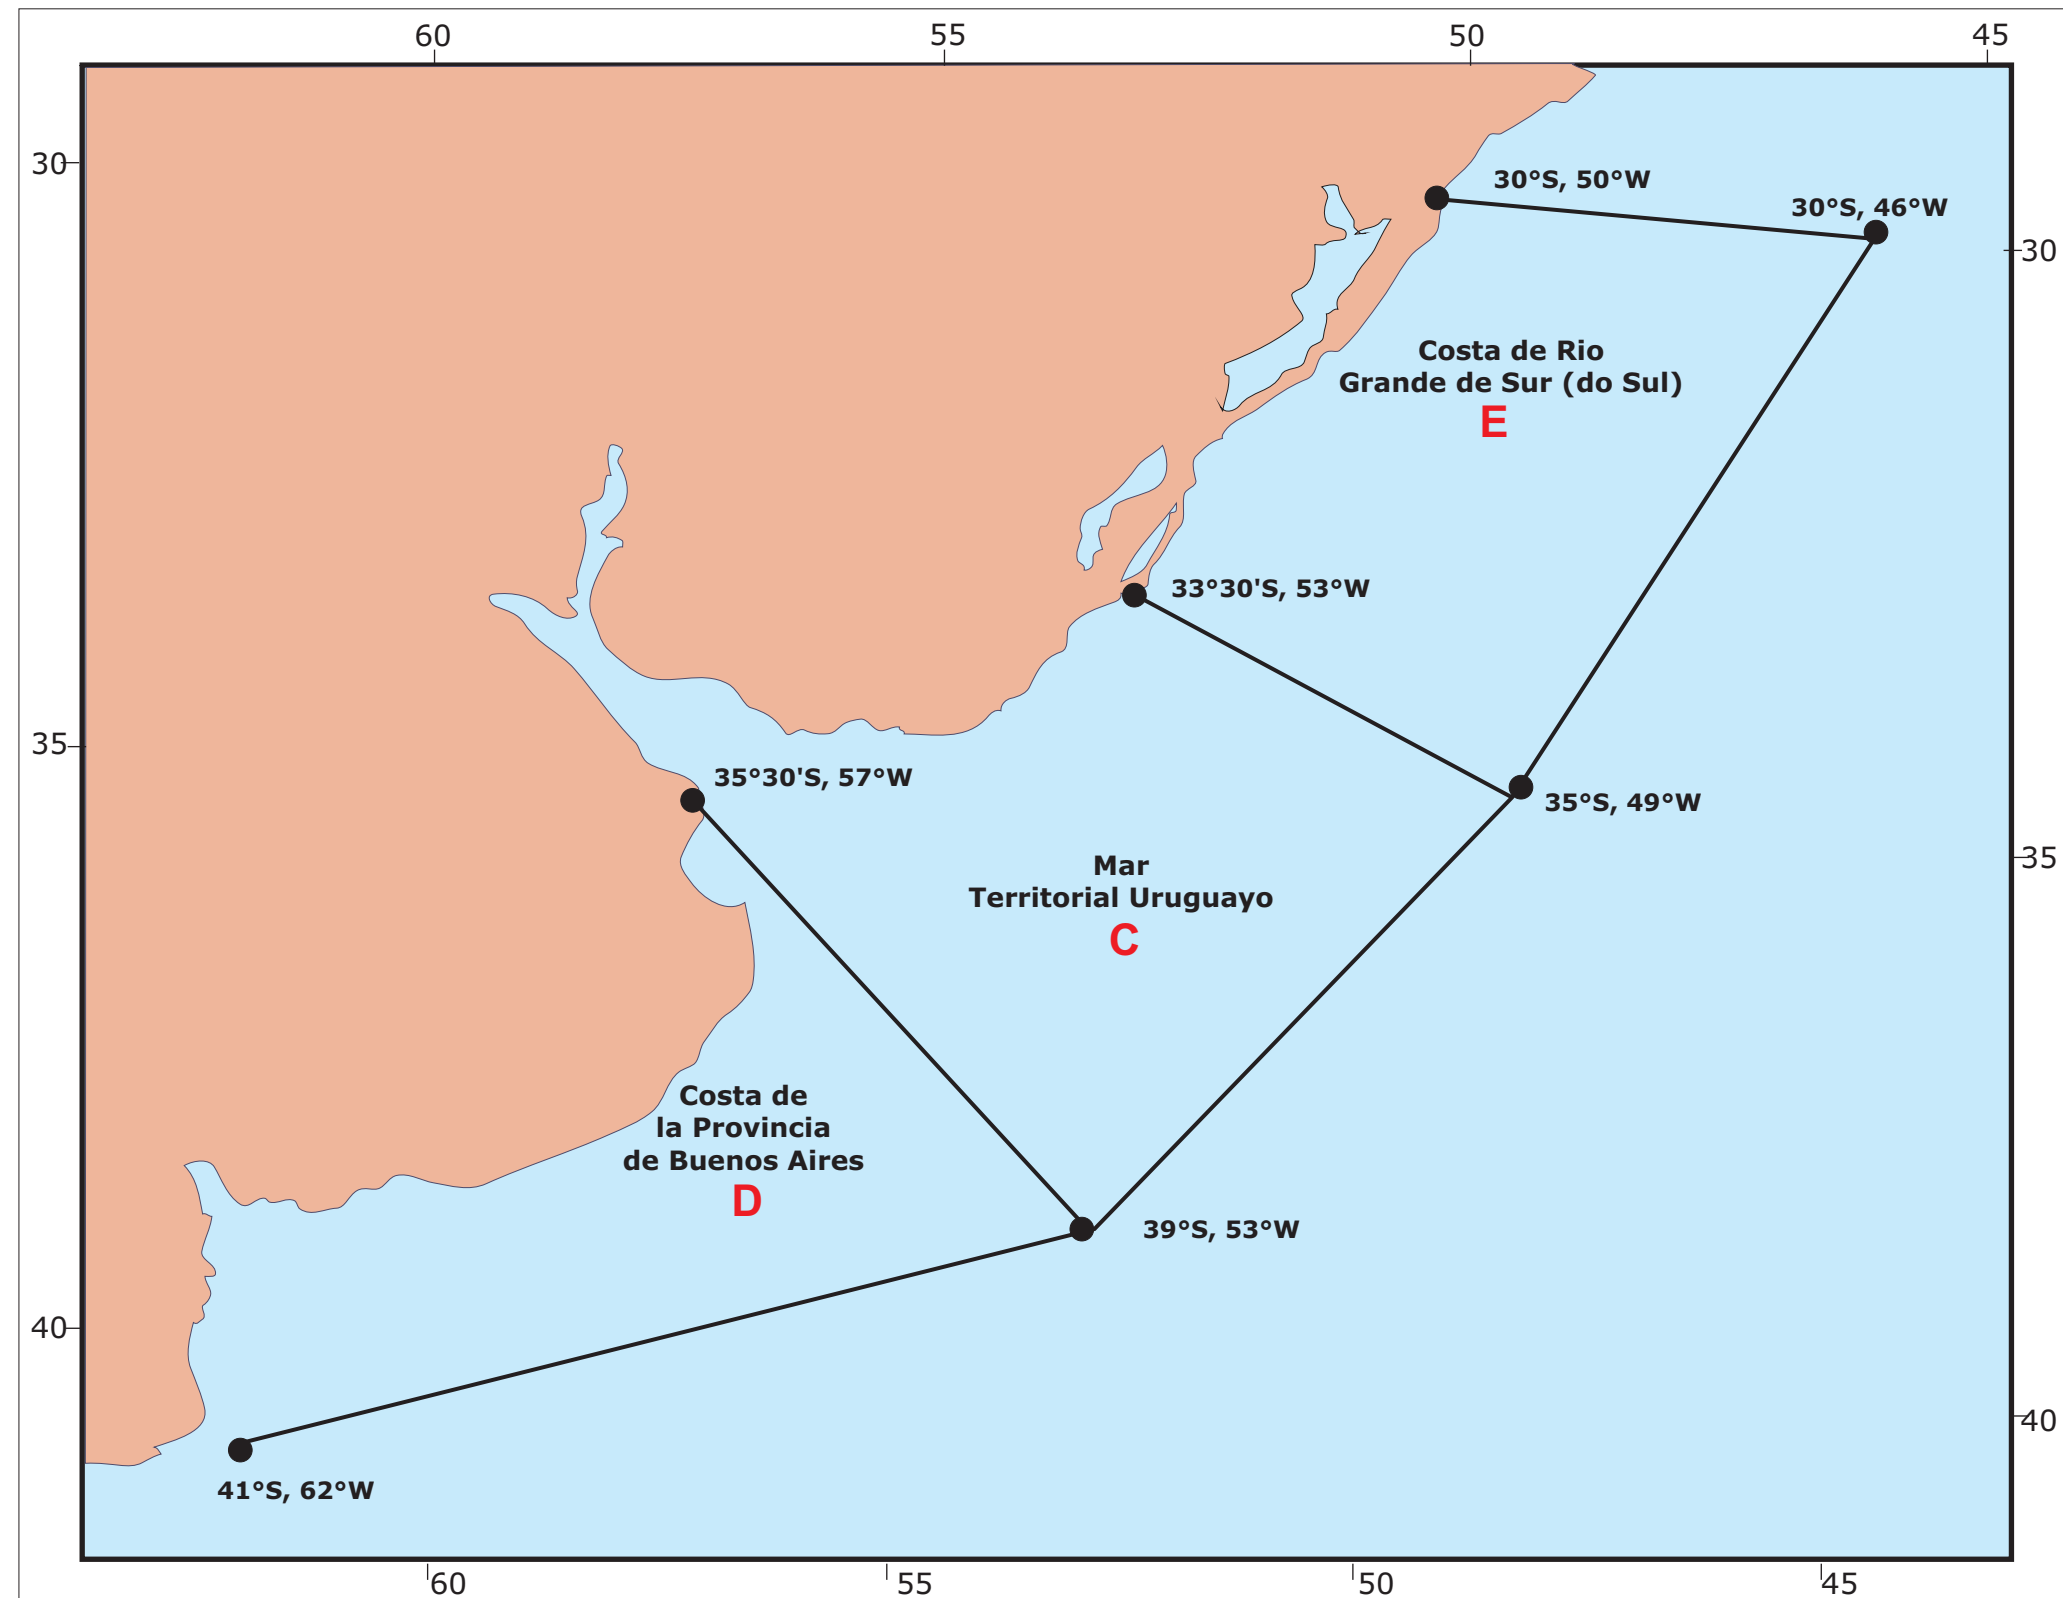 60
55
50
45
30
30°S, 50°W
30°S, 46°W
30
Costa de Rio
Grande de Sur (do Sul)
E
33°30'S, 53°W
35
35°30'S, 57°W
35°S, 49°W
35
Mar
Territorial Uruguayo
C
Costa de
la Provincia
de Buenos Aires
D
39°S, 53°W
40
40
41°S, 62°W
60
55
50
45